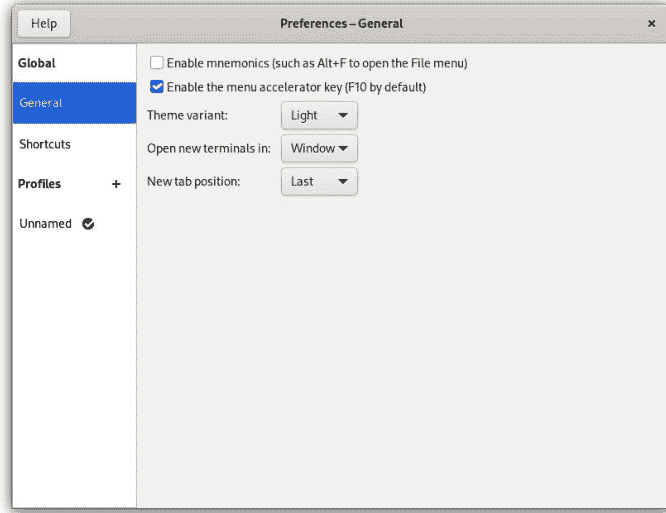 Help
Preferences – General
Global
General
Shortcuts
Profiles
Unnamed
Enable mnemonics (such as Alt+F to open the File menu)
Enable the menu accelerator key (F10 by default)
Theme variant: Light
Open new terminals in: Window
New tab position: Last